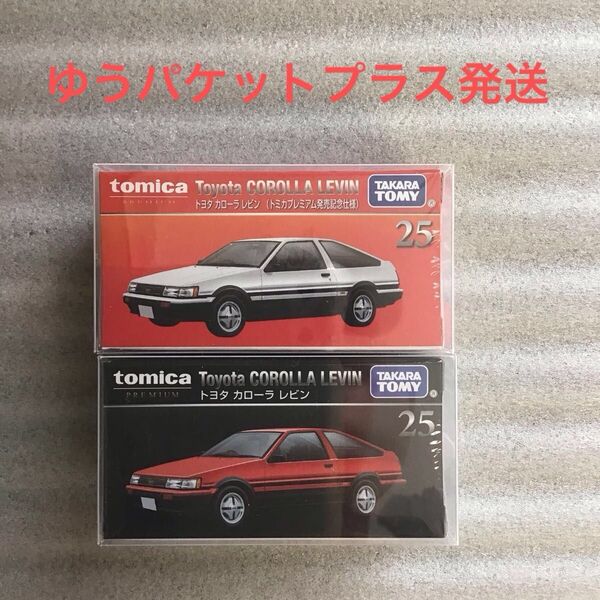 ゆうパケットプラス発送
tomica Toyota COROLLA LEVIN TAKARA TOMY
PREMIUM トヨタ カローラ レビン (トミカプレミアム発売記念仕様)
25
tomica Toyota COROLLA LEVIN TAKARA TOMY
PREMIUM トヨタ カローラ レビン
25